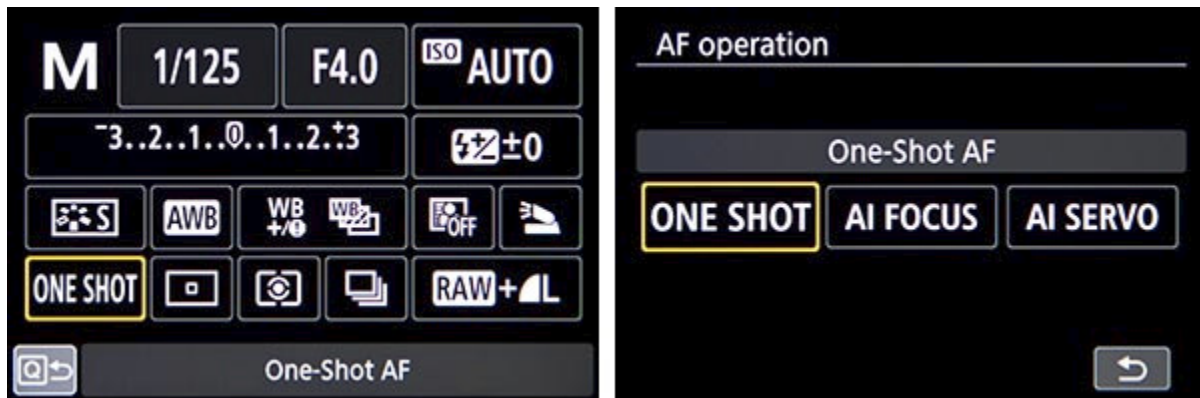 M 1/125 F4.0 ISO AUTO
-3..2..1..0..1..2.+3 ±0
S AWB WB +/- WB OFF
ONE SHOT RAW+L
Q One-Shot AF
AF operation
One-Shot AF
ONE SHOT AI FOCUS AI SERVO